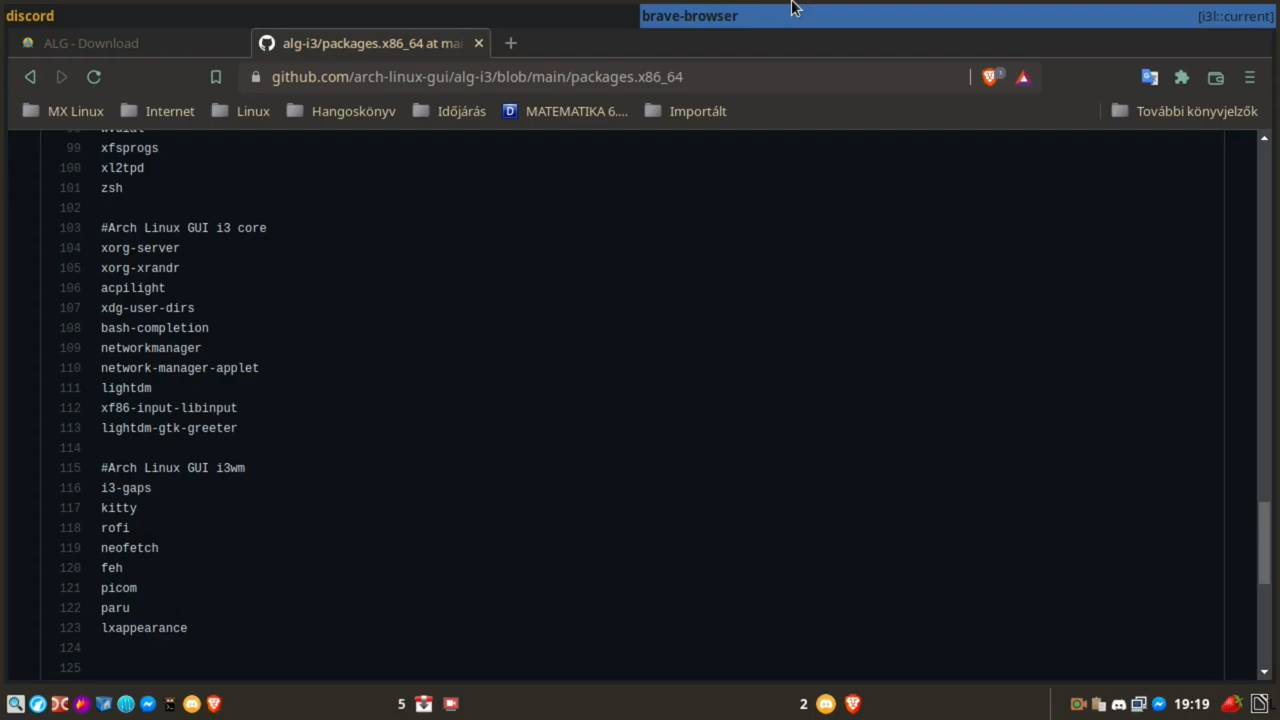 discord
brave-browser
[i3l::current]
ALG - Download
alg-i3/packages.x86_64 at mai
github.com/arch-linux-gui/alg-i3/blob/main/packages.x86_64
1
MX Linux
Internet
Linux
Hangoskönyv
Időjárás
MATEMATIKA 6....
Importált
További könyvjelzők
99 xfsprogs
100 xl2tpd
101 zsh
102
103 #Arch Linux GUI i3 core
104 xorg-server
105 xorg-xrandr
106 acpilight
107 xdg-user-dirs
108 bash-completion
109 networkmanager
110 network-manager-applet
111 lightdm
112 xf86-input-libinput
113 lightdm-gtk-greeter
114
115 #Arch Linux GUI i3wm
116 i3-gaps
117 kitty
118 rofi
119 neofetch
120 feh
121 picom
122 paru
123 lxappearance
124
125
5
2
19:19